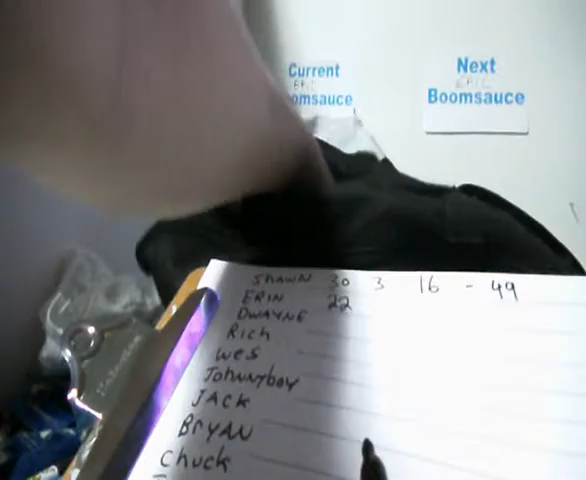 Current
EPIC
omsauce
Next
EPIC
Boomsauce
SHAWN 30 3 16 - 49
ERIN 22
DWAYNE
Rich
Wes
Johnnyboy
JACK
BRYAN
Chuck